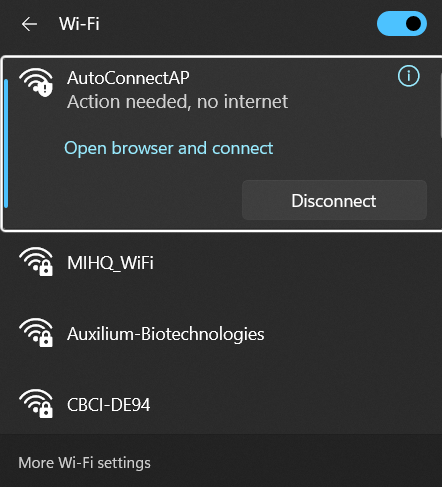 Wi-Fi
AutoConnectAP
Action needed, no internet
Open browser and connect
Disconnect
MIHQ_WiFi
Auxilium-Biotechnologies
CBCI-DE94
More Wi-Fi settings